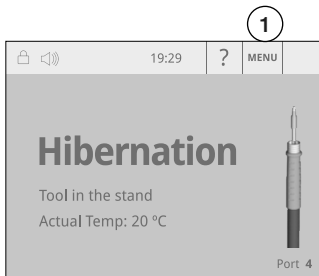 1
19:29 ? MENU
Hibernation
Tool in the stand
Actual Temp: 20 ºC
Port 4